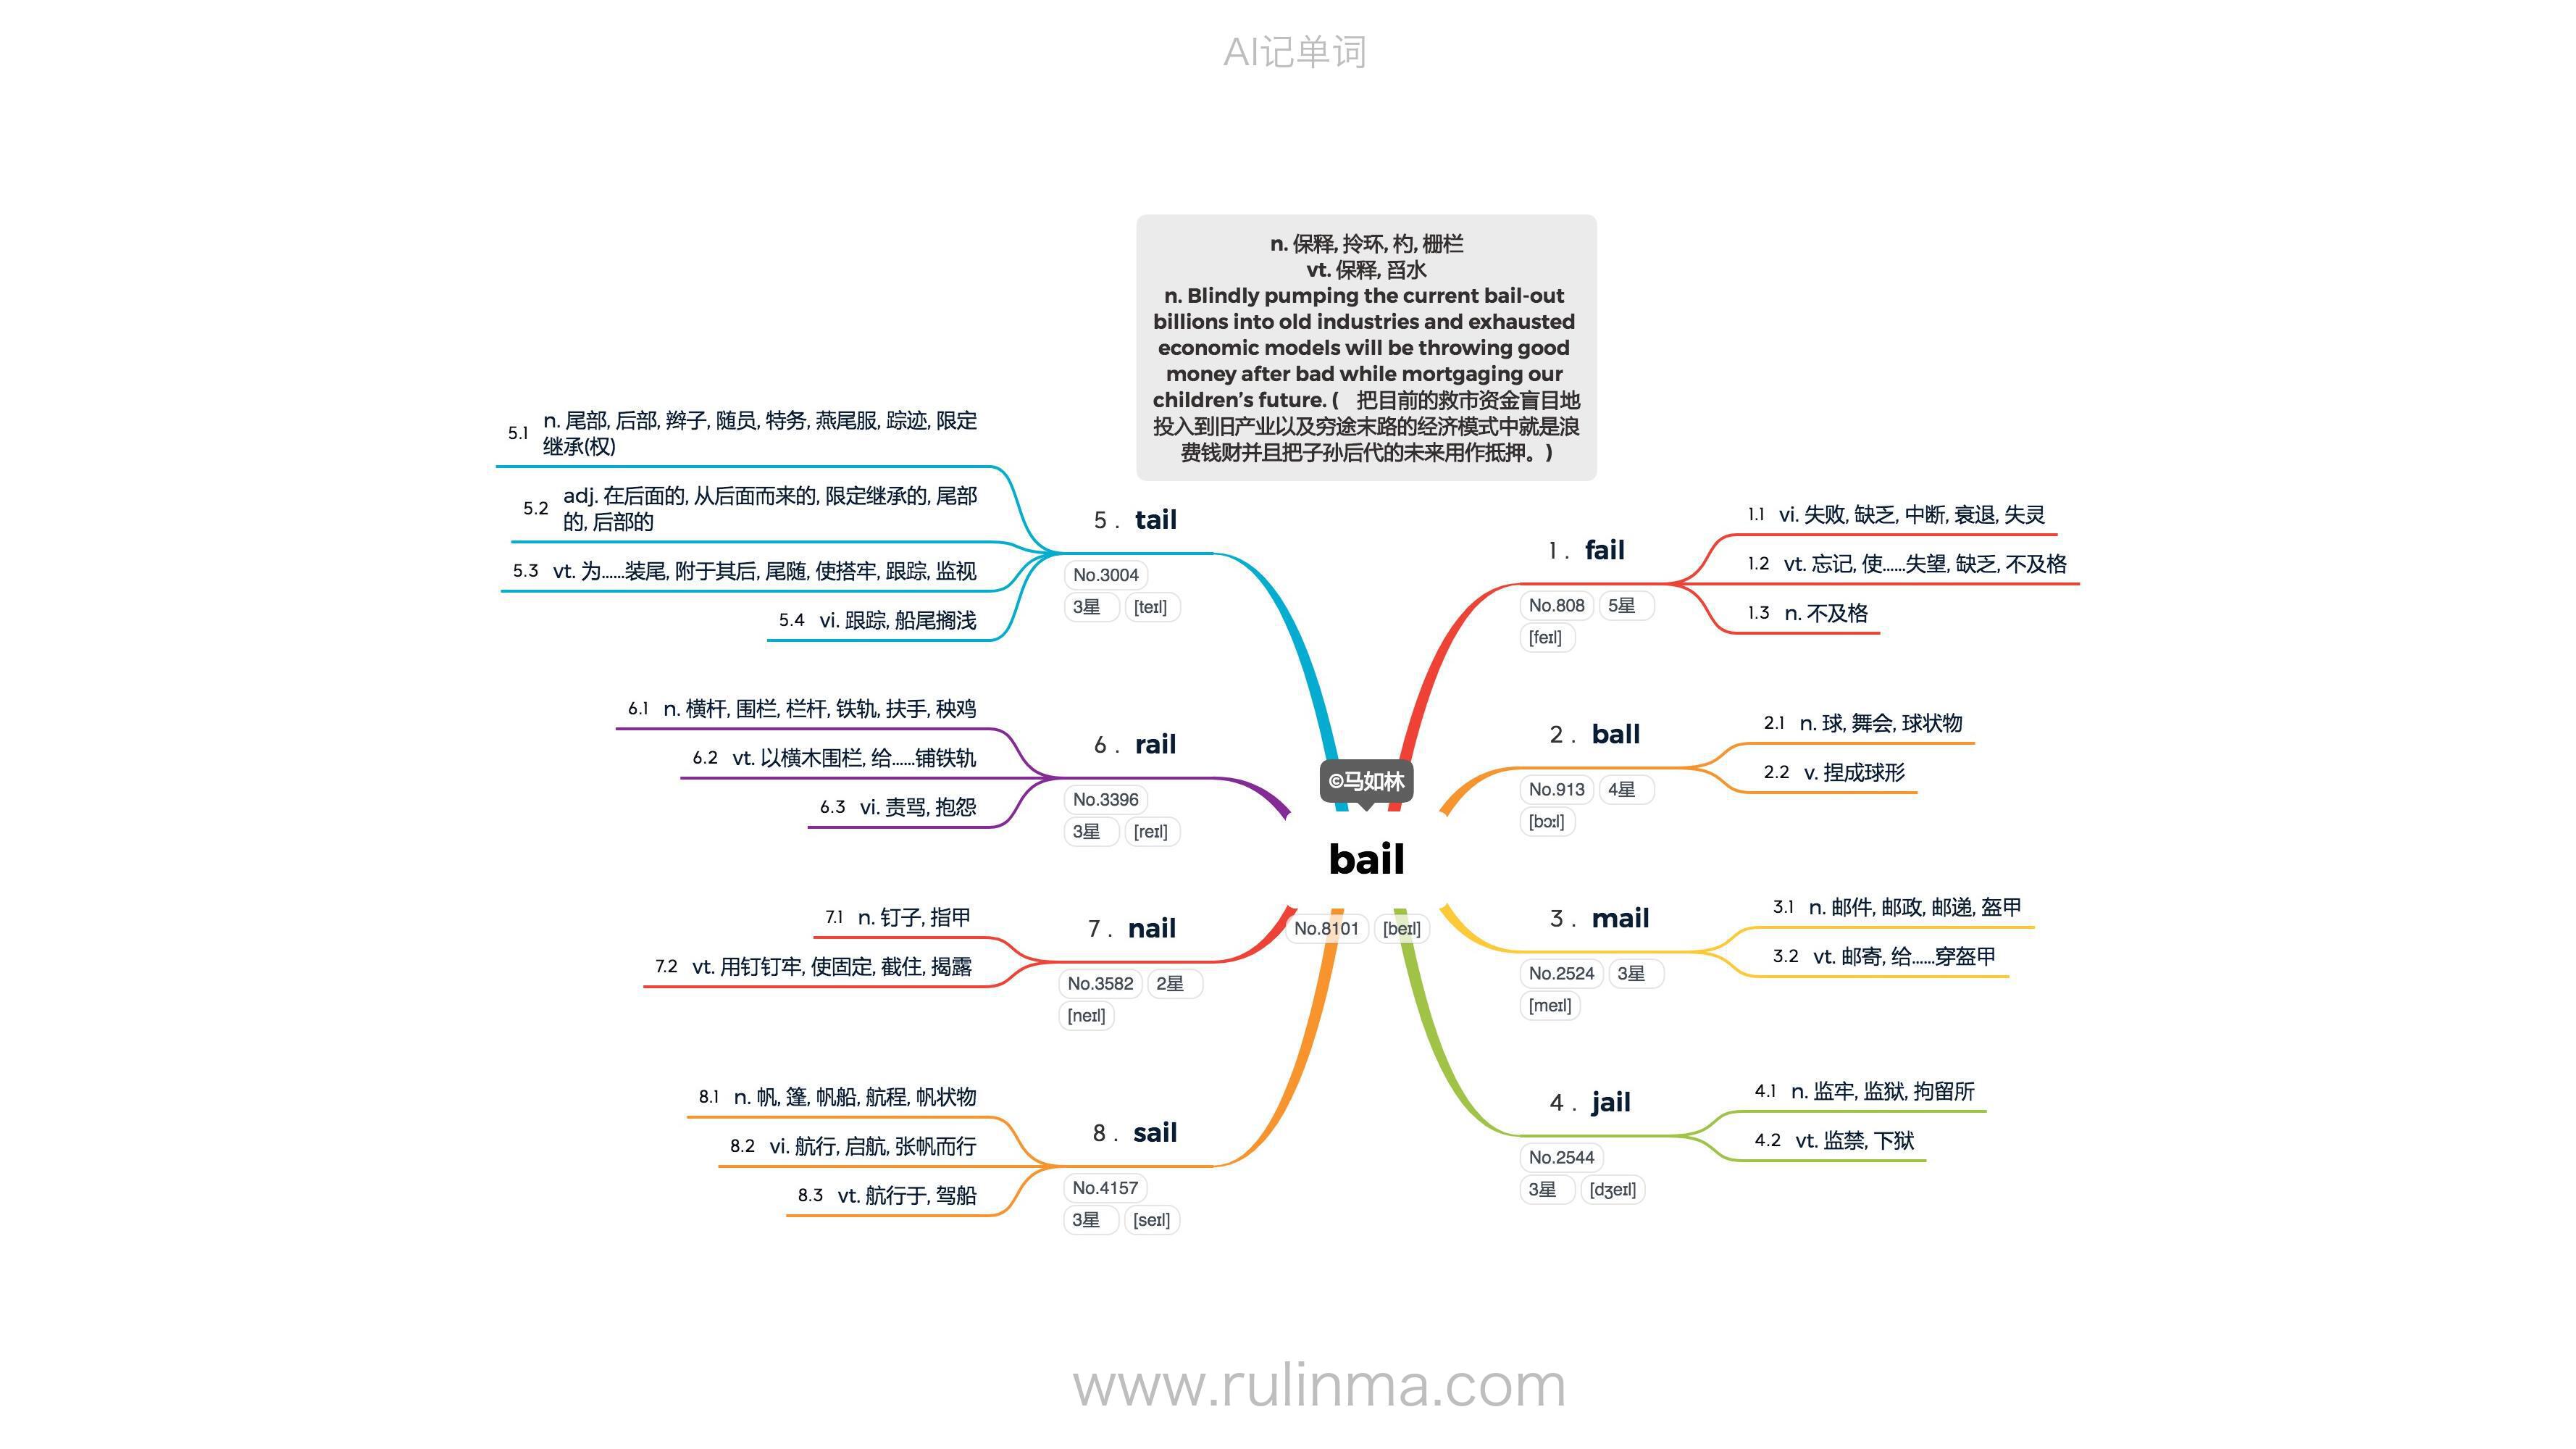 AI记单词
n. 保释, 拎环, 杓, 栅栏
vt. 保释, 舀水
n. Blindly pumping the current bail-out
billions into old industries and exhausted
economic models will be throwing good
money after bad while mortgaging our
children's future. ( 把目前的救市资金盲目地
投入到旧产业以及穷途末路的经济模式中就是浪
费钱财并且把子孙后代的未来用作抵押。)
©马如林
bail
No.8101 [beɪl]
1. fail
No.808 5星
[feɪl]
1.1 vi. 失败, 缺乏, 中断, 衰退, 失灵
1.2 vt. 忘记, 使……失望, 缺乏, 不及格
1.3 n. 不及格
2. ball
No.913 4星
[bɔːl]
2.1 n. 球, 舞会, 球状物
2.2 v. 捏成球形
3. mail
No.2524 3星
[meɪl]
3.1 n. 邮件, 邮政, 邮递, 盔甲
3.2 vt. 邮寄, 给……穿盔甲
4. jail
No.2544
3星 [dʒeɪl]
4.1 n. 监牢, 监狱, 拘留所
4.2 vt. 监禁, 下狱
5. tail
No.3004
3星 [teɪl]
5.1 n. 尾部, 后部, 辫子, 随员, 特务, 燕尾服, 踪迹, 限定
继承(权)
5.2 adj. 在后面的, 从后面而来的, 限定继承的, 尾部
的, 后部的
5.3 vt. 为……装尾, 附于其后, 尾随, 使搭牢, 跟踪, 监视
5.4 vi. 跟踪, 船尾搁浅
6. rail
No.3396
3星 [reɪl]
6.1 n. 横杆, 围栏, 栏杆, 铁轨, 扶手, 秧鸡
6.2 vt. 以横木围栏, 给……铺铁轨
6.3 vi. 责骂, 抱怨
7. nail
No.3582 2星
[neɪl]
7.1 n. 钉子, 指甲
7.2 vt. 用钉钉牢, 使固定, 截住, 揭露
8. sail
No.4157
3星 [seɪl]
8.1 n. 帆, 篷, 帆船, 航程, 帆状物
8.2 vi. 航行, 启航, 张帆而行
8.3 vt. 航行于, 驾船
www.rulinma.com